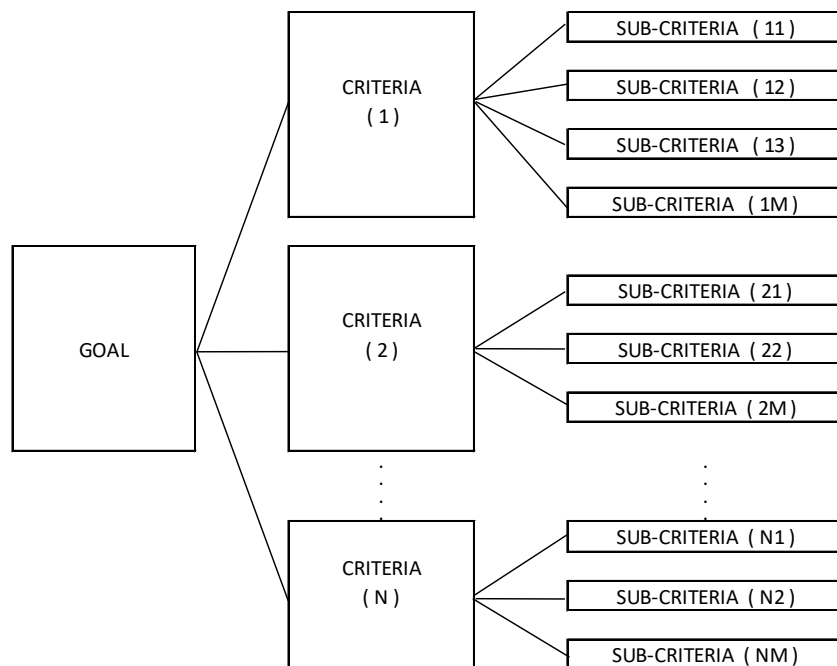 SUB-CRITERIA ( 11 )
SUB-CRITERIA ( 12 )
CRITERIA
( 1 )
SUB-CRITERIA ( 13 )
SUB-CRITERIA ( 1M )
SUB-CRITERIA ( 21 )
CRITERIA
( 2 )
GOAL
SUB-CRITERIA ( 22 )
SUB-CRITERIA ( 2M )
SUB-CRITERIA ( N1 )
CRITERIA
( N )
SUB-CRITERIA ( N2 )
SUB-CRITERIA ( NM )